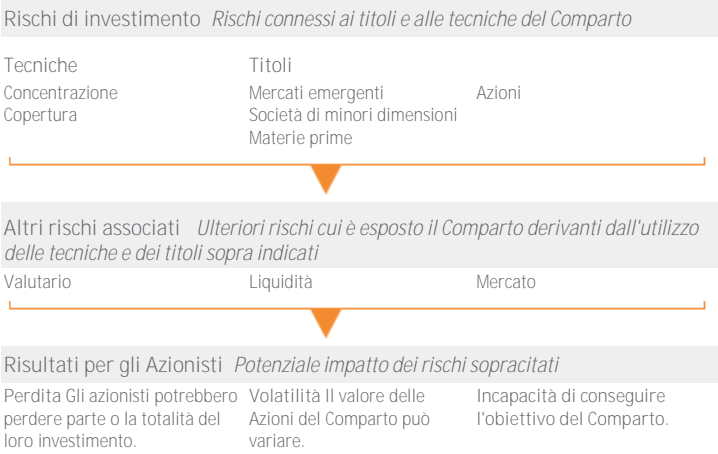 Rischi di investimento Rischi connessi ai titoli e alle tecniche del Comparto
Tecniche
Concentrazione
Copertura
Titoli
Mercati emergenti
Società di minori dimensioni
Materie prime
Azioni
Altri rischi associati Ulteriori rischi cui è esposto il Comparto derivanti dall'utilizzo
delle tecniche e dei titoli sopra indicati
Valutario
Liquidità
Mercato
Risultati per gli Azionisti Potenziale impatto dei rischi sopracitati
Perdita Gli azionisti potrebbero
perdere parte o la totalità del
loro investimento.
Volatilità Il valore delle
Azioni del Comparto può
variare.
Incapacità di conseguire
l'obiettivo del Comparto.